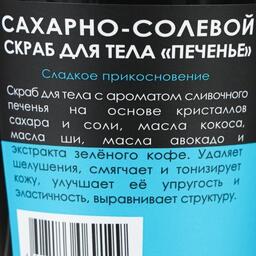 САХАРНО-СОЛЕВОЙ
СКРАБ ДЛЯ ТЕЛА «ПЕЧЕНЬЕ»
Сладкое прикосновение
Скраб для тела с ароматом сливочного
печенья на основе кристаллов
сахара и соли, масла кокоса,
масла ши, масла авокадо и
экстракта зелёного кофе. Удаляет
шелушения, смягчает и тонизирует
кожу, улучшает её упругость и
эластичность, выравнивает структуру.